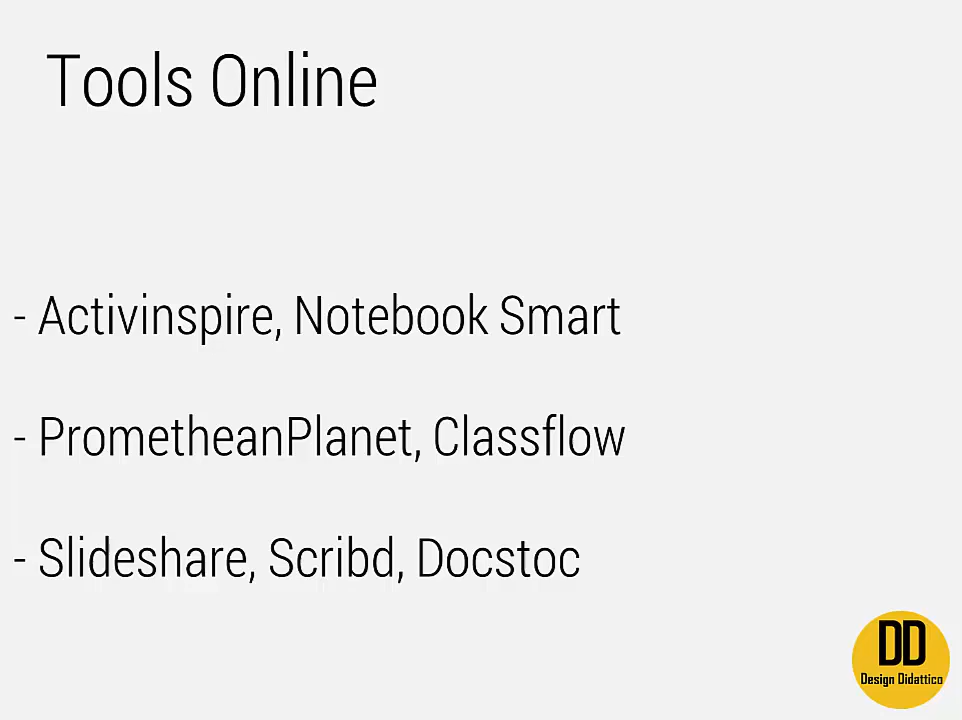 Tools Online
- Activinspire, Notebook Smart
- PrometheanPlanet, Classflow
- Slideshare, Scribd, Docstoc
DD
Design Didattico